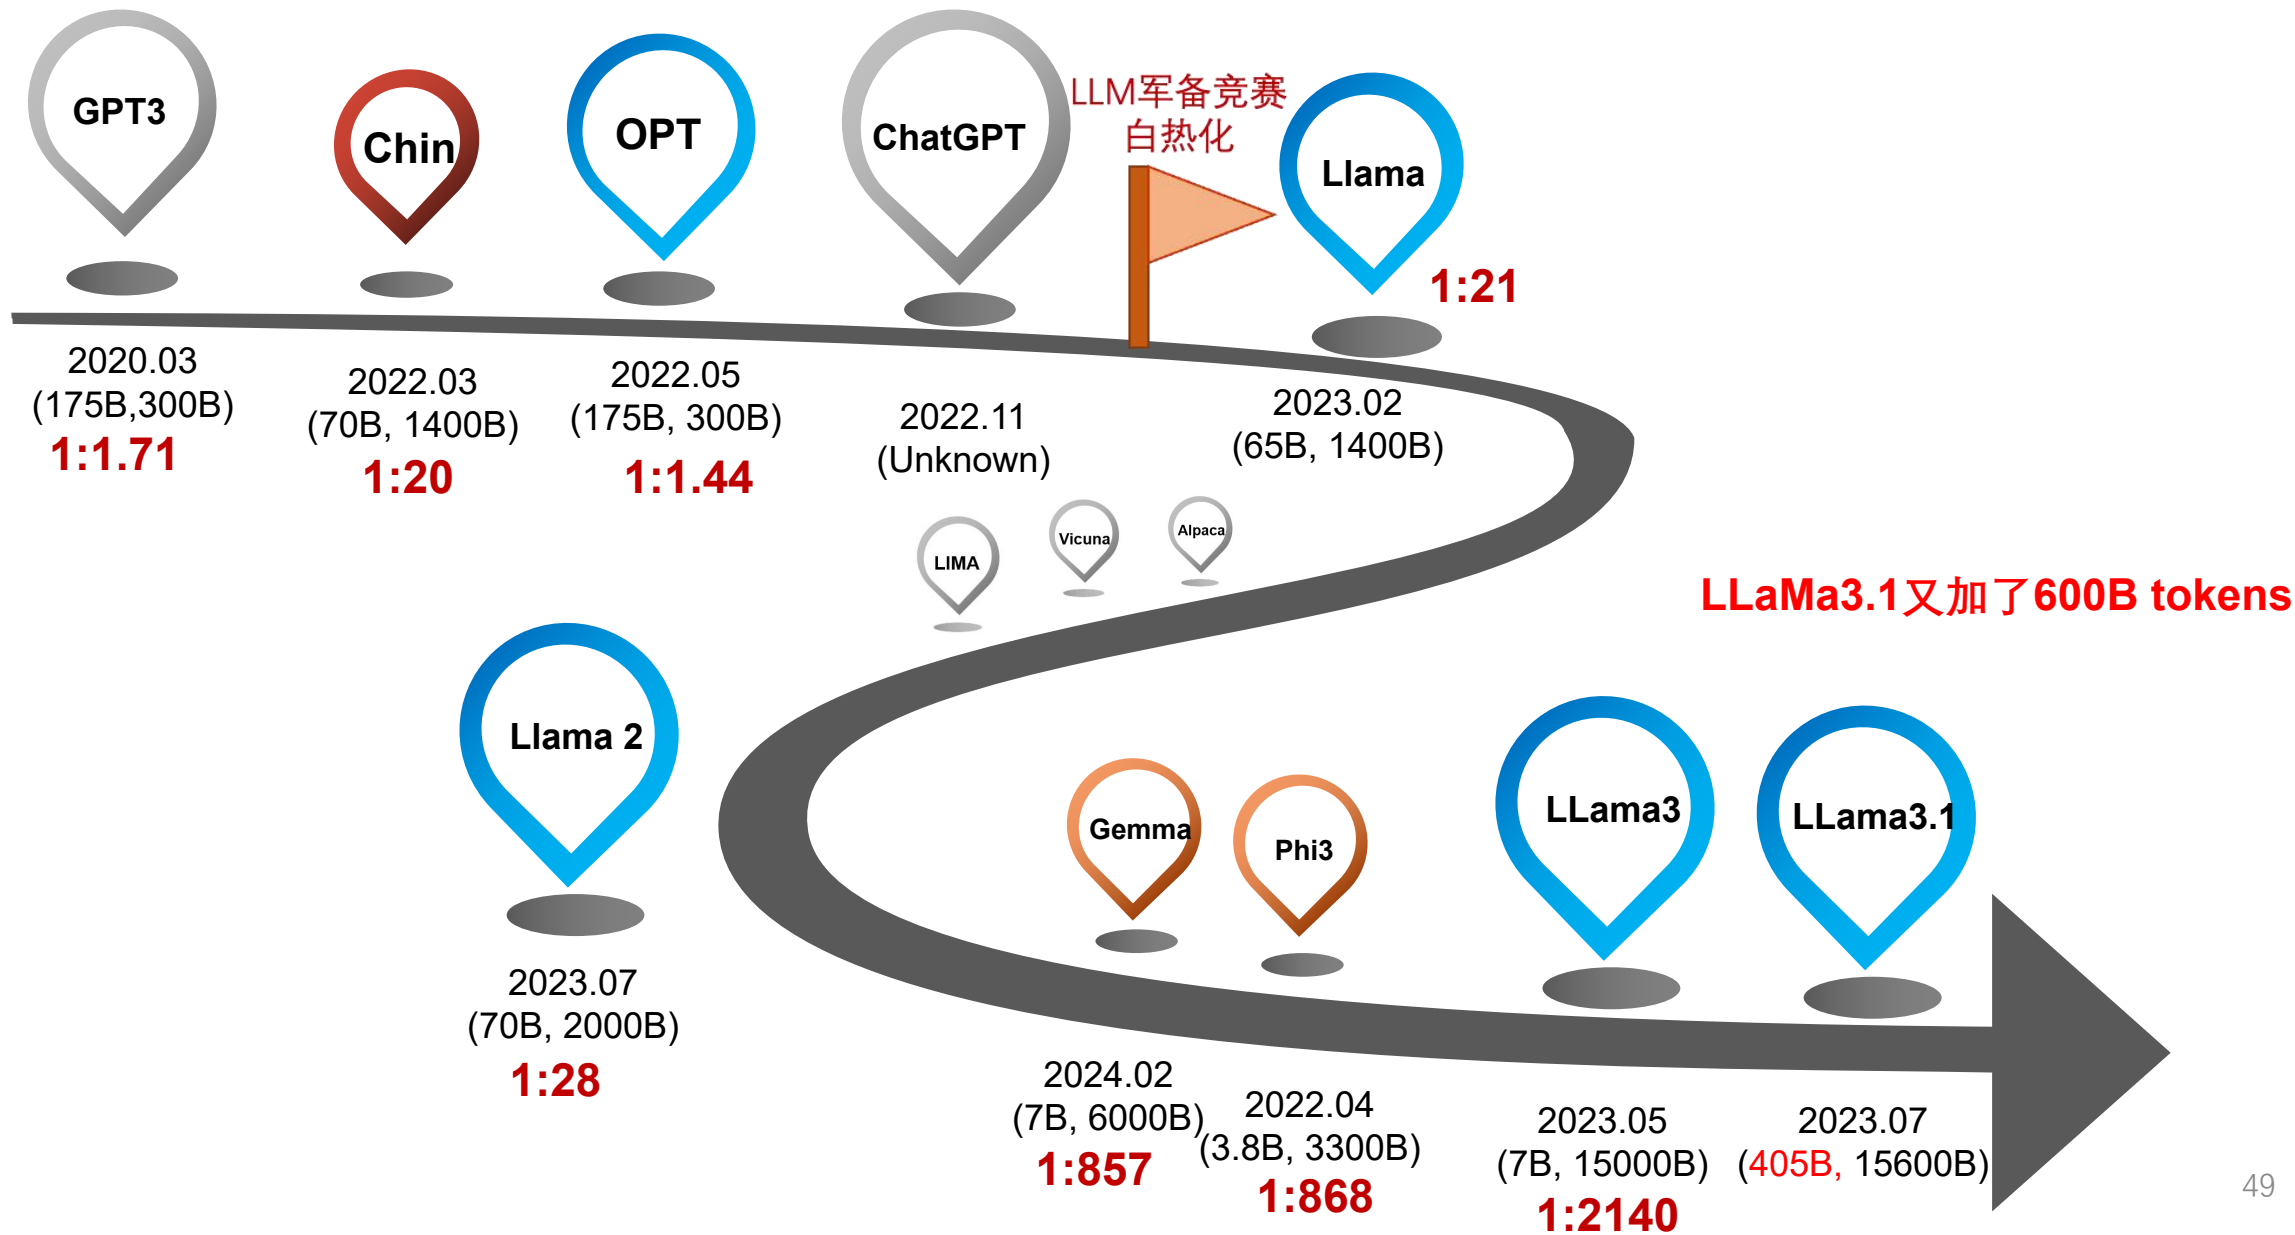 GPT3
Chin
OPT
ChatGPT
LLM军备竞赛
白热化
Llama
1:21
2020.03
(175B,300B)
1:1.71
2022.03
(70B, 1400B)
1:20
2022.05
(175B, 300B)
1:1.44
2022.11
(Unknown)
2023.02
(65B, 1400B)
LIMA
Vicuna
Alpaca
LLaMa3.1又加了600B tokens
Llama 2
2023.07
(70B, 2000B)
1:28
Gemma
Phi3
LLama3
LLama3.1
2024.02
(7B, 6000B)
1:857
2022.04
(3.8B, 3300B)
1:868
2023.05
(7B, 15000B)
1:2140
2023.07
(405B, 15600B)
49